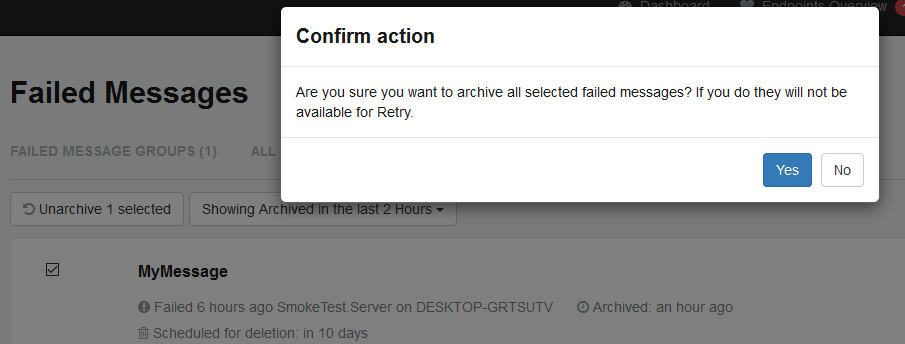 Dashboard
Endpoints Overview
Confirm action
Are you sure you want to archive all selected failed messages? If you do they will not be
available for Retry.
Yes
No
Failed Messages
FAILED MESSAGE GROUPS (1)
ALL
Unarchive 1 selected
Showing Archived in the last 2 Hours
MyMessage
Failed 6 hours ago SmokeTest.Server on DESKTOP-GRTSUTV
Archived: an hour ago
Scheduled for deletion: in 10 days